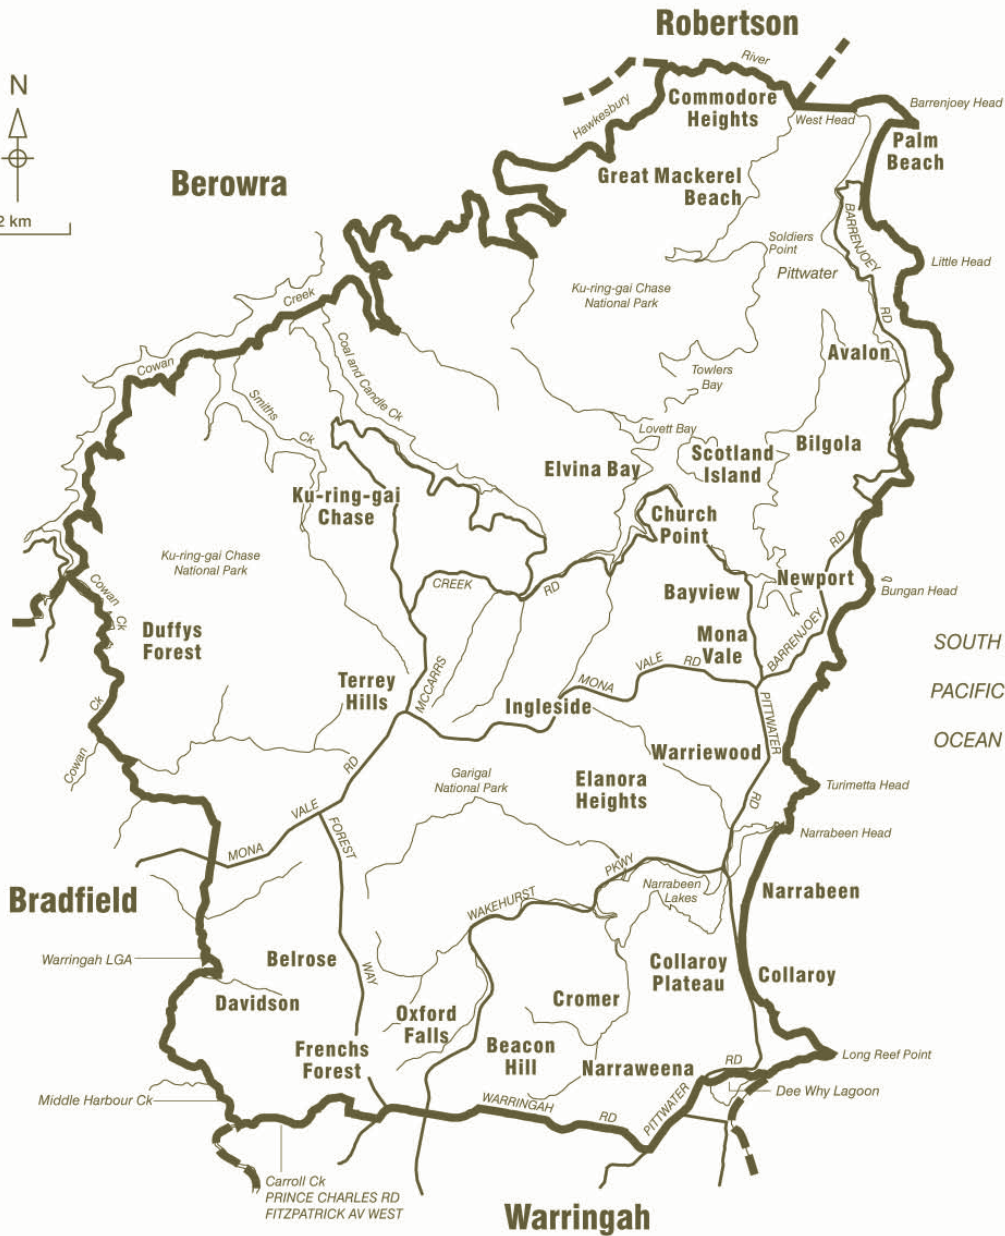 Robertson
River
N
Commodore
Heights
Hawkesbury
West Head
Barrenjoey Head
Palm
Beach
Berowra
Great Mackerel
Beach
2 km
BARRENJOEY
RD
Soldiers
Point
Pittwater
Little Head
Ku-ring-gai Chase
National Park
Creek
Cowan
Coal and Candle Ck
Avalon
Towlers
Bay
Smiths
Ck
Lovett Bay
Bilgola
Scotland
Island
Elvina Bay
Ku-ring-gai
Chase
Church
Point
Ku-ring-gai Chase
National Park
RD
CREEK
RD
Newport
Bayview
Bungan Head
Cowan
Ck
Duffys
Forest
Mona
Vale
BARRENJOEY
SOUTH
PACIFIC
OCEAN
MCCARRS
Terrey
Hills
MONA
VALE
RD
Ingleside
Ck
Cowan
PITTWATER
RD
Warriewood
RD
Garigal
National Park
Elanora
Heights
Turimetta Head
VALE
MONA
FOREST
WAY
Narrabeen Head
PKWY
WAKEHURST
Narrabeen
Lakes
Narrabeen
Bradfield
Warringah LGA
Belrose
Collaroy
Plateau
Collaroy
Davidson
Cromer
Oxford
Falls
Frenchs
Forest
Beacon
Hill
Narraweena
RD
Long Reef Point
Dee Why Lagoon
Middle Harbour Ck
WARRINGAH
RD
PITTWATER
Carroll Ck
PRINCE CHARLES RD
FITZPATRICK AV WEST
Warringah